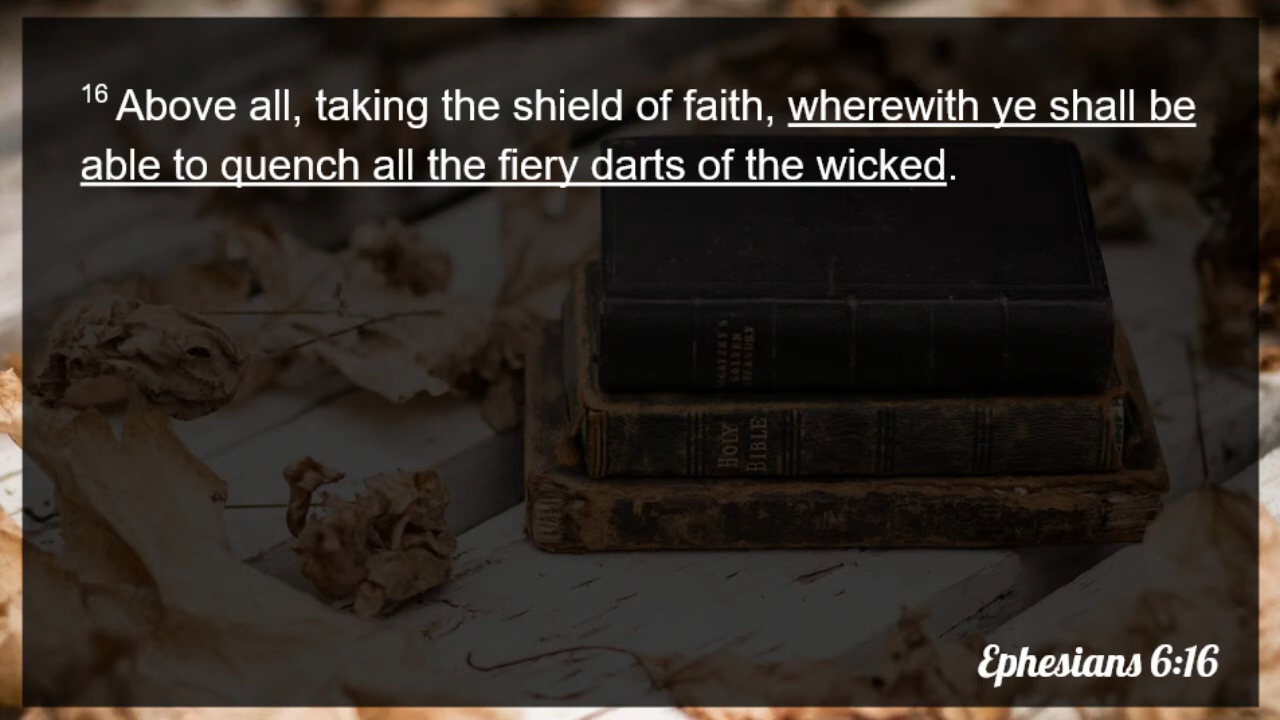 16 Above all, taking the shield of faith, wherewith ye shall be
able to quench all the fiery darts of the wicked.
HOLY
BIBLE
Ephesians 6:16